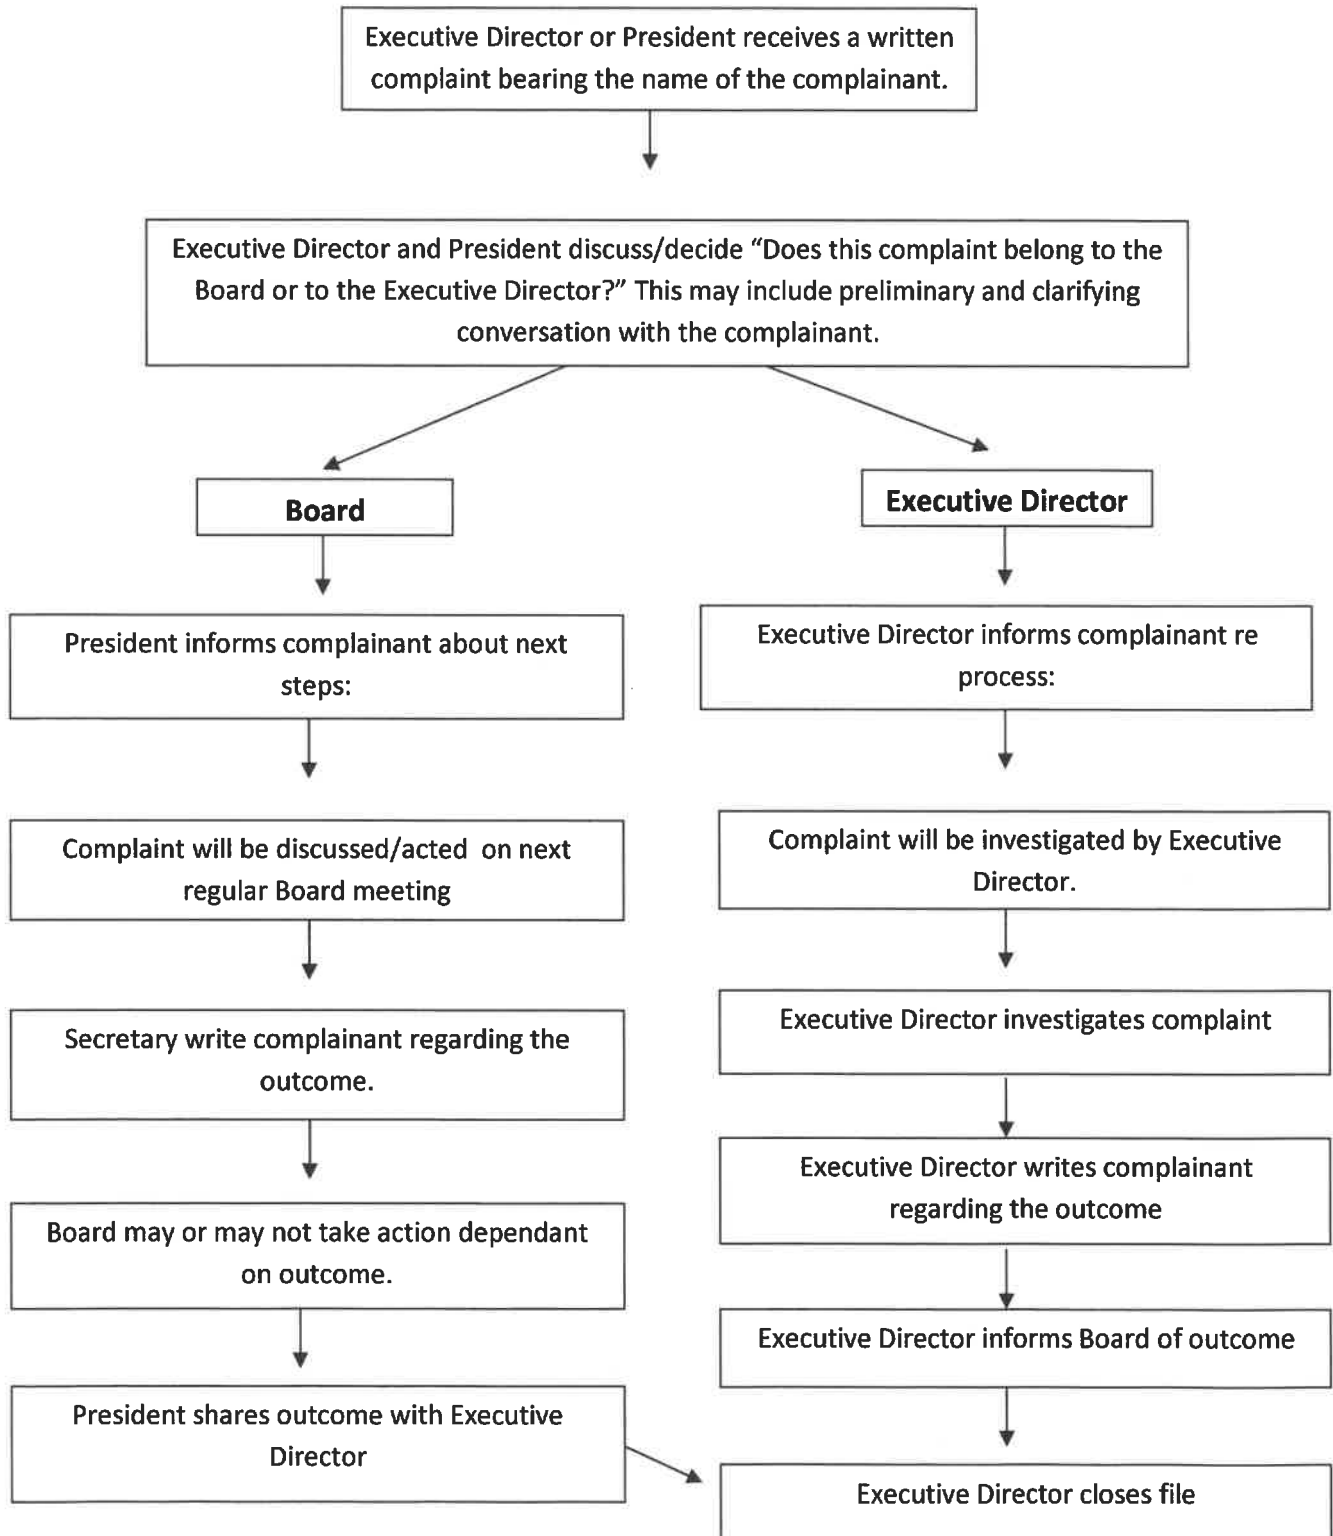 Executive Director or President receives a written
complaint bearing the name of the complainant.
Executive Director and President discuss/decide “Does this complaint belong to the
Board or to the Executive Director?” This may include preliminary and clarifying
conversation with the complainant.
Board
President informs complainant about next
steps:
Complaint will be discussed/acted on next
regular Board meeting
Secretary write complainant regarding the
outcome.
Board may or may not take action dependant
on outcome.
President shares outcome with Executive
Director
Executive Director
Executive Director informs complainant re
process:
Complaint will be investigated by Executive
Director.
Executive Director investigates complaint
Executive Director writes complainant
regarding the outcome
Executive Director informs Board of outcome
Executive Director closes file